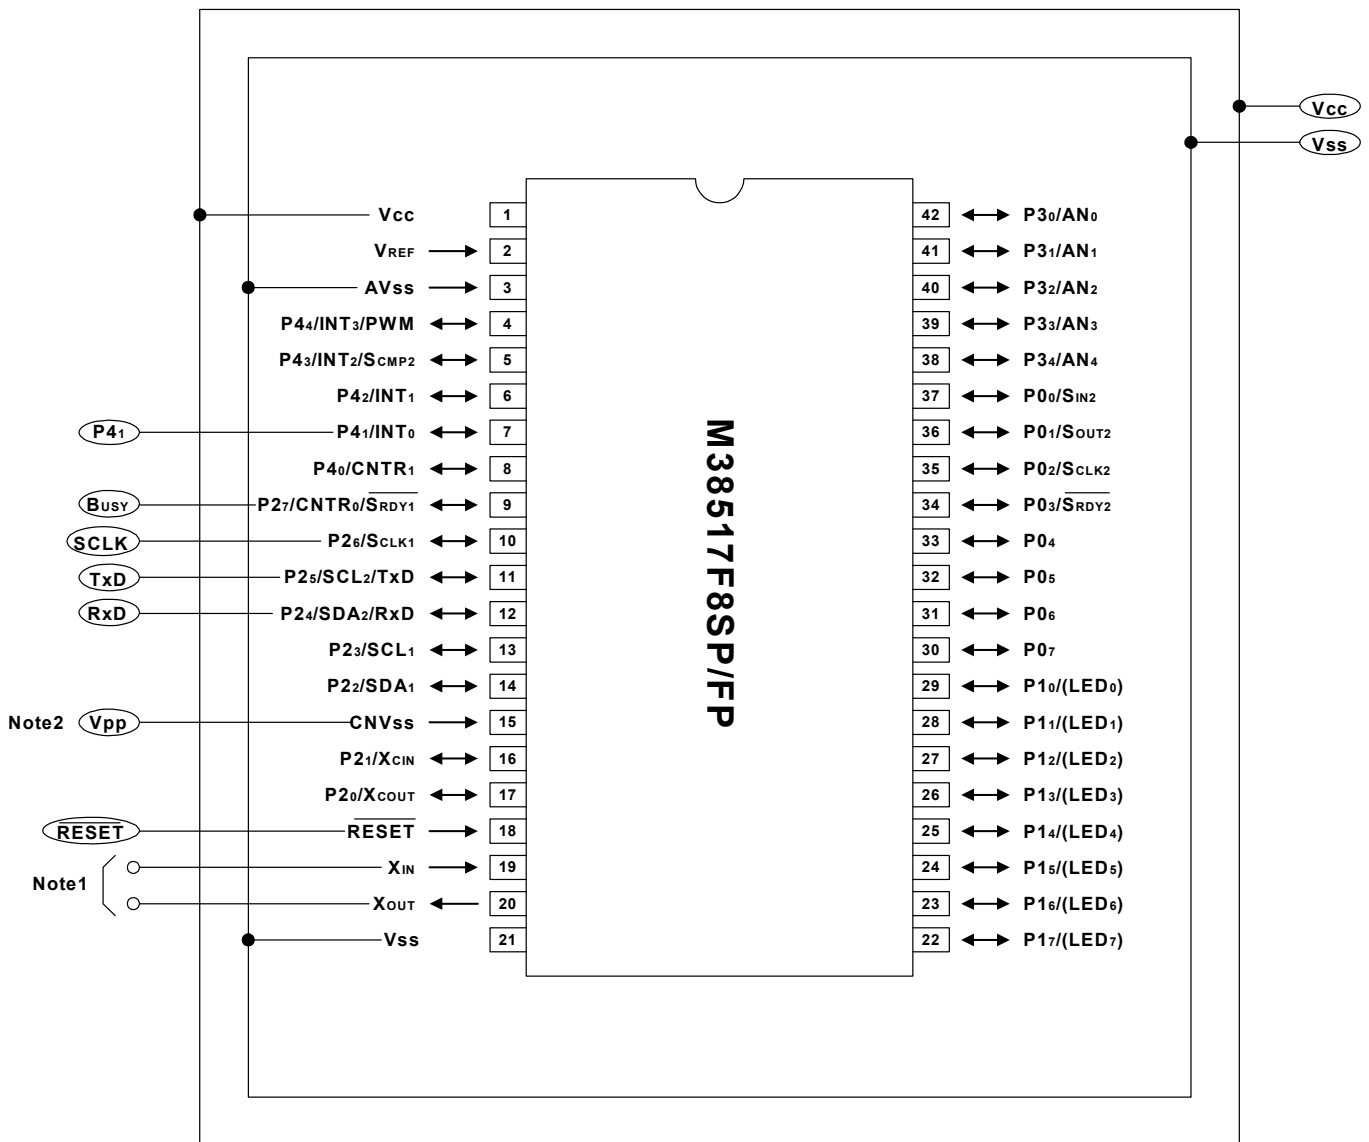 Vcc
Vss
Vcc 1 42 P3₀/AN₀
VREF 2 41 P3₁/AN₁
AVss 3 40 P3₂/AN₂
P4₄/INT₃/PWM 4 39 P3₃/AN₃
P4₃/INT₂/SCMP2 5 38 P3₄/AN₄
P4₂/INT₁ 6 37 P0₀/SIN2
P4₁ P4₁/INT₀ 7 36 P0₁/SOUT2
P4₀/CNTR₁ 8 35 P0₂/SCLK2
BUSY P2₇/CNTR₀/S̅R̅D̅Y̅1̅ 9 34 P0₃/S̅R̅D̅Y̅2̅
SCLK P2₆/SCLK1 10 33 P0₄
TxD P2₅/SCL₂/TxD 11 32 P0₅
RxD P2₄/SDA₂/RxD 12 31 P0₆
P2₃/SCL₁ 13 30 P0₇
P2₂/SDA₁ 14 29 P1₀/(LED₀)
Note2 Vpp CNVss 15 28 P1₁/(LED₁)
P2₁/XCIN 16 27 P1₂/(LED₂)
P2₀/XCOUT 17 26 P1₃/(LED₃)
R̅E̅S̅E̅T̅ R̅E̅S̅E̅T̅ 18 25 P1₄/(LED₄)
XIN 19 24 P1₅/(LED₅)
Note1
XOUT 20 23 P1₆/(LED₆)
Vss 21 22 P1₇/(LED₇)
M38517F8SP/FP